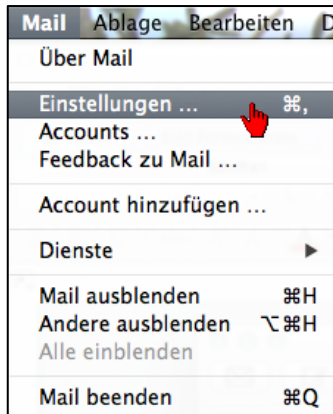 Mail Ablage Bearbeiten D
Über Mail
Einstellungen ... ⌘,
Accounts ...
Feedback zu Mail ...
Account hinzufügen ...
Dienste ▶
Mail ausblenden ⌘H
Andere ausblenden ⌥⌘H
Alle einblenden
Mail beenden ⌘Q